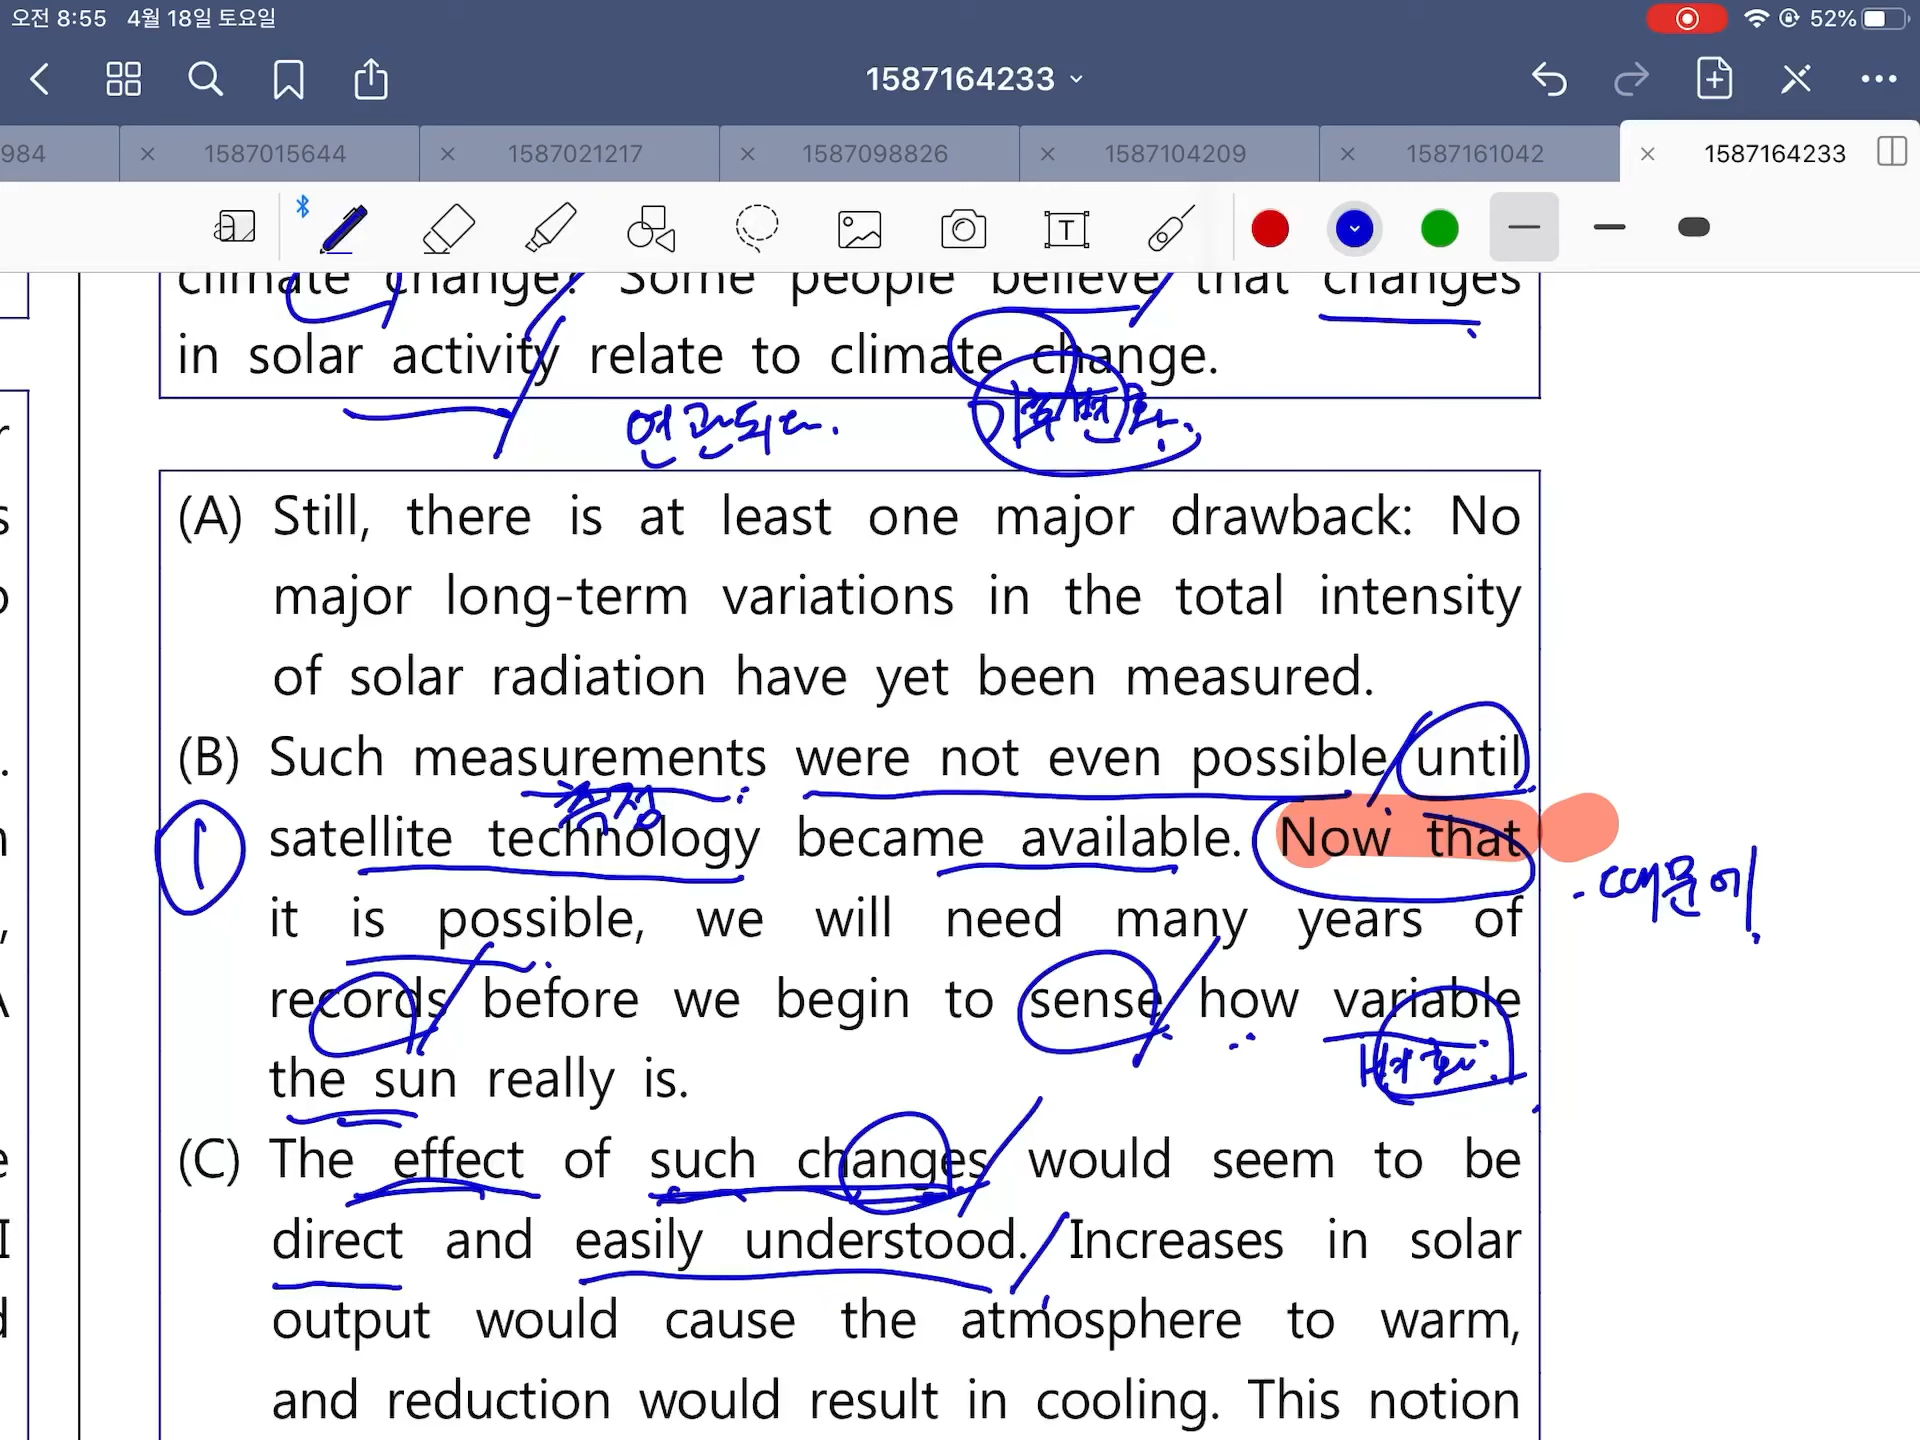 오전 8:55 4월 18일 토요일 52%
1587164233
984 1587015644 1587021217 1587098826 1587104209 1587161042 1587164233
climate change? Some people believe that changes
in solar activity relate to climate change.
연관되다. 기후변화.
(A) Still, there is at least one major drawback: No
major long-term variations in the total intensity
of solar radiation have yet been measured.
(B) Such measurements were not even possible until
측정
satellite technology became available. Now that
1
때문에
it is possible, we will need many years of
records before we begin to sense how variable
변화
the sun really is.
(C) The effect of such changes would seem to be
direct and easily understood. Increases in solar
output would cause the atmosphere to warm,
and reduction would result in cooling. This notion